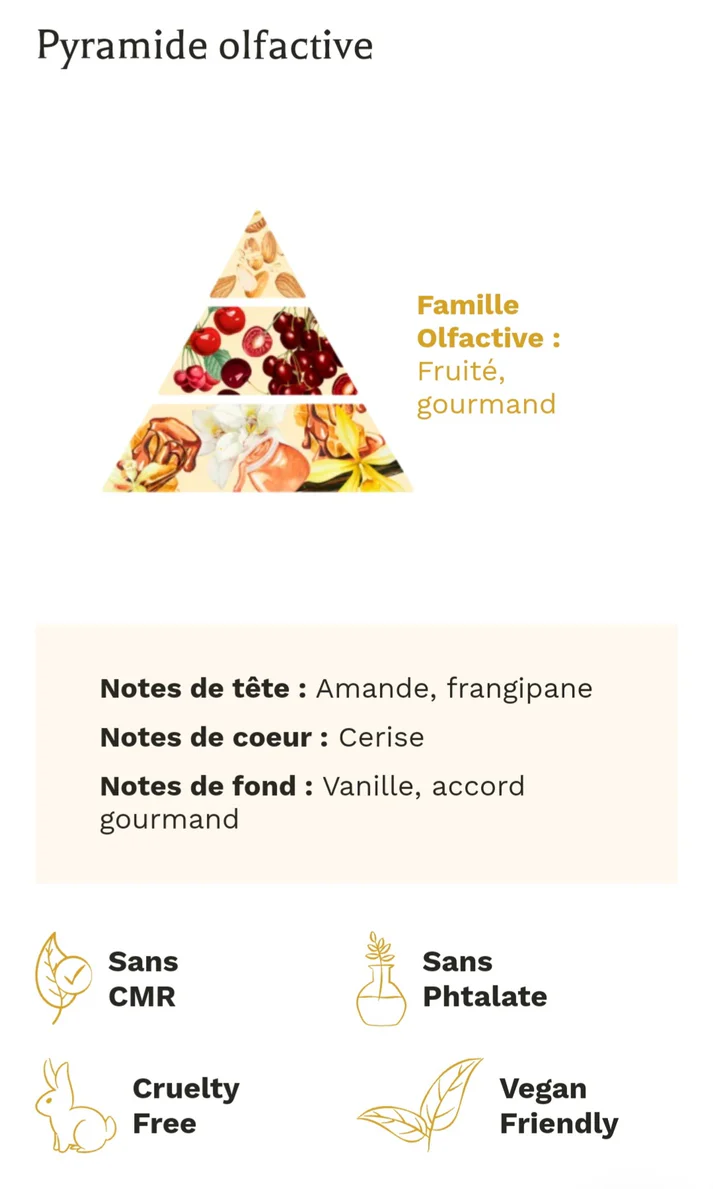 Pyramide olfactive
Famille
Olfactive :
Fruité,
gourmand
Notes de tête : Amande, frangipane
Notes de coeur : Cerise
Notes de fond : Vanille, accord
gourmand
Sans
CMR
Sans
Phtalate
Cruelty
Free
Vegan
Friendly